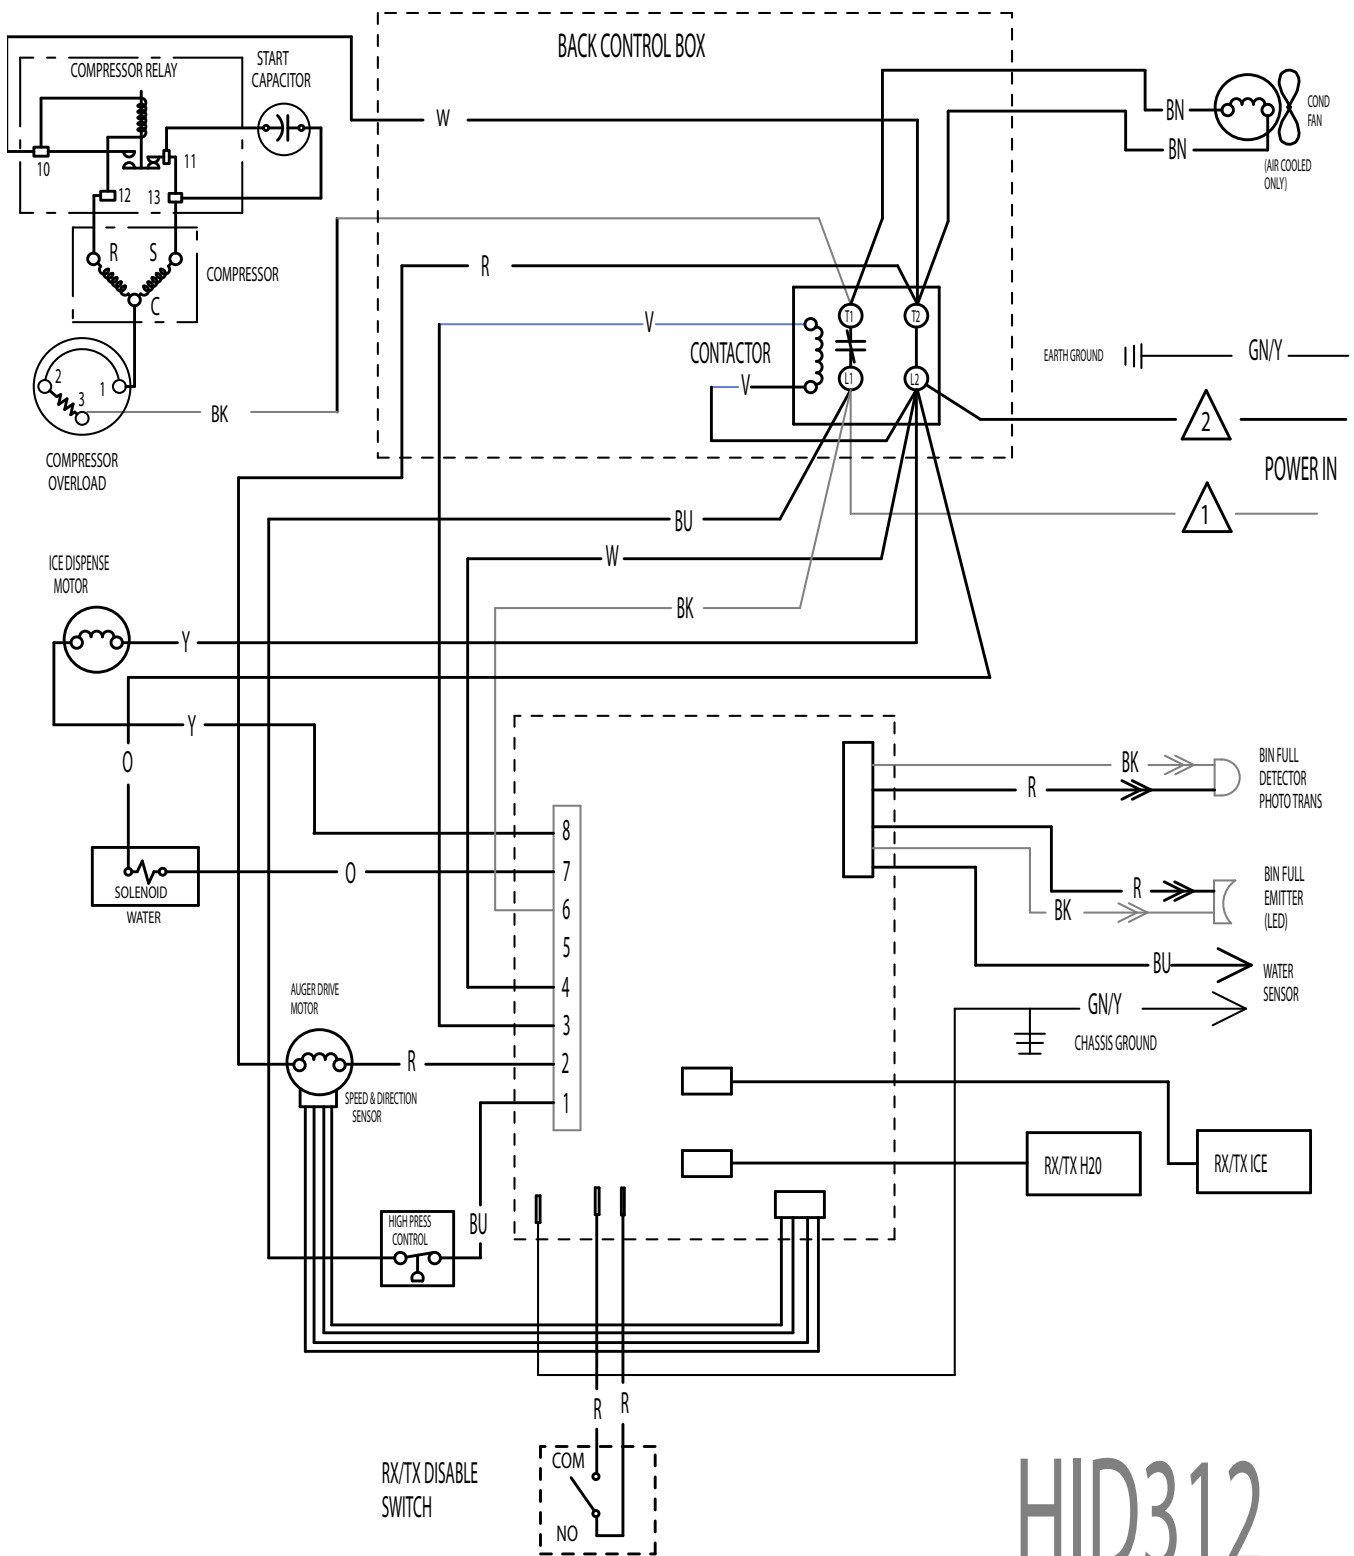 BACK CONTROL BOX
COMPRESSOR RELAY
START
CAPACITOR
W
BN
BN
COND
FAN
(AIR COOLED
ONLY)
10
11
12
13
R
S
C
COMPRESSOR
R
V
T1
T2
CONTACTOR
V
L1
L2
EARTH GROUND
GN/Y
2
POWER IN
1
2
1
3
BK
COMPRESSOR
OVERLOAD
BU
W
BK
ICE DISPENSE
MOTOR
Y
Y
O
SOLENOID
WATER
O
8
7
6
5
4
3
2
1
BK
R
BIN FULL
DETECTOR
PHOTO TRANS
R
BK
BIN FULL
EMITTER
(LED)
BU
WATER
SENSOR
GN/Y
CHASSIS GROUND
AUGER DRIVE
MOTOR
R
SPEED & DIRECTION
SENSOR
RX/TX H20
RX/TX ICE
HIGH PRESS
CONTROL
BU
R
R
RX/TX DISABLE
SWITCH
COM
NO
HID312